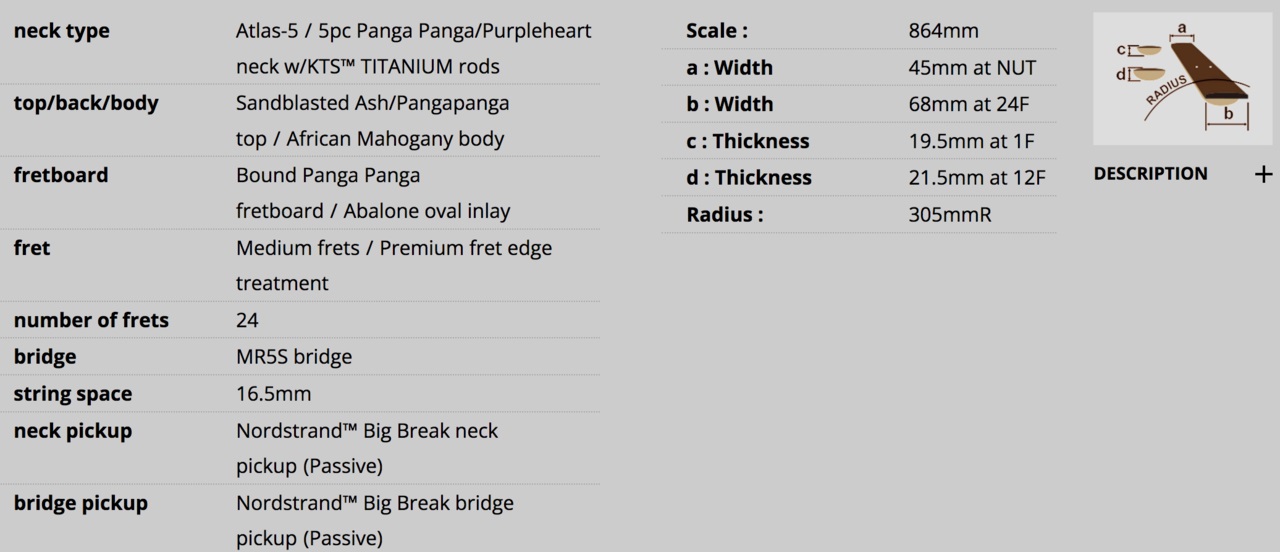 neck type
Atlas-5 / 5pc Panga Panga/Purpleheart
neck w/KTS™ TITANIUM rods
top/back/body
Sandblasted Ash/Pangapanga
top / African Mahogany body
fretboard
Bound Panga Panga
fretboard / Abalone oval inlay
fret
Medium frets / Premium fret edge
treatment
number of frets
24
bridge
MR5S bridge
string space
16.5mm
neck pickup
Nordstrand™ Big Break neck
pickup (Passive)
bridge pickup
Nordstrand™ Big Break bridge
pickup (Passive)
Scale :
864mm
a : Width
45mm at NUT
b : Width
68mm at 24F
c : Thickness
19.5mm at 1F
d : Thickness
21.5mm at 12F
Radius :
305mmR
a
c
d
RADIUS
b
DESCRIPTION +